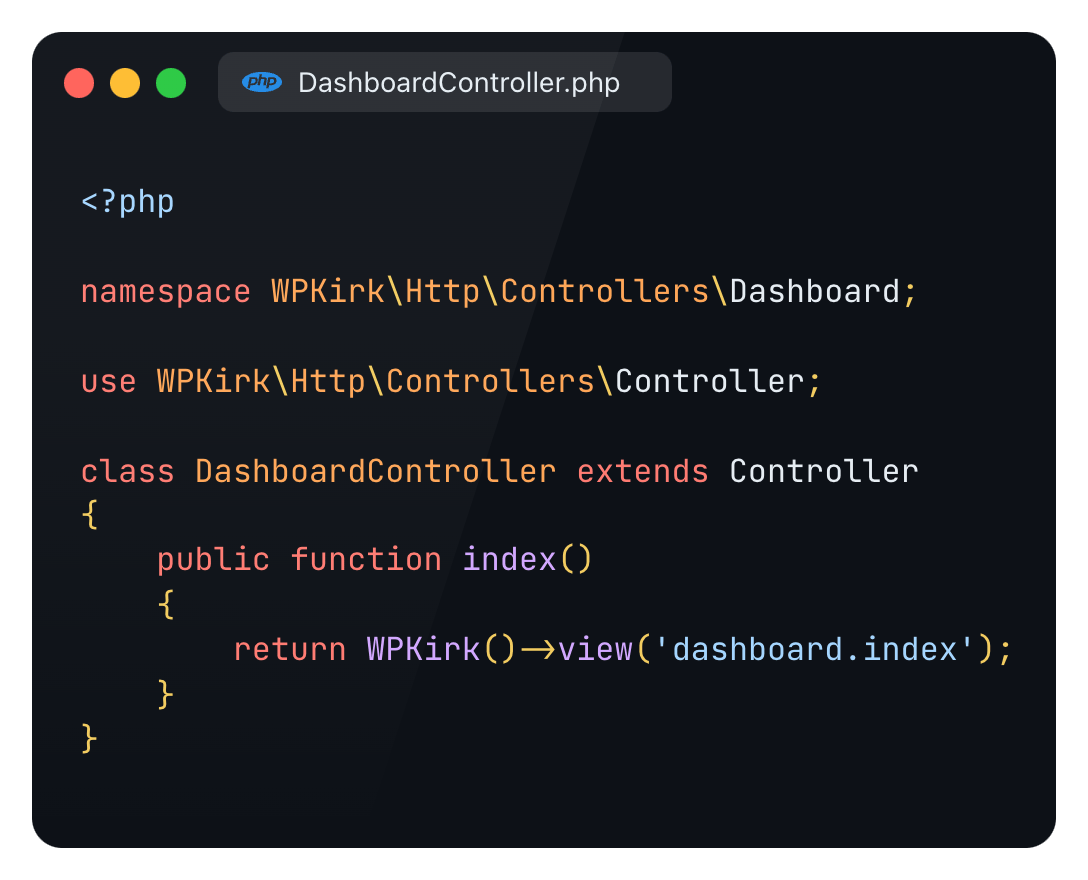 php DashboardController.php
<?php
namespace WPKirk\Http\Controllers\Dashboard;
use WPKirk\Http\Controllers\Controller;
class DashboardController extends Controller
{
    public function index()
    {
        return WPKirk()->view('dashboard.index');
    }
}